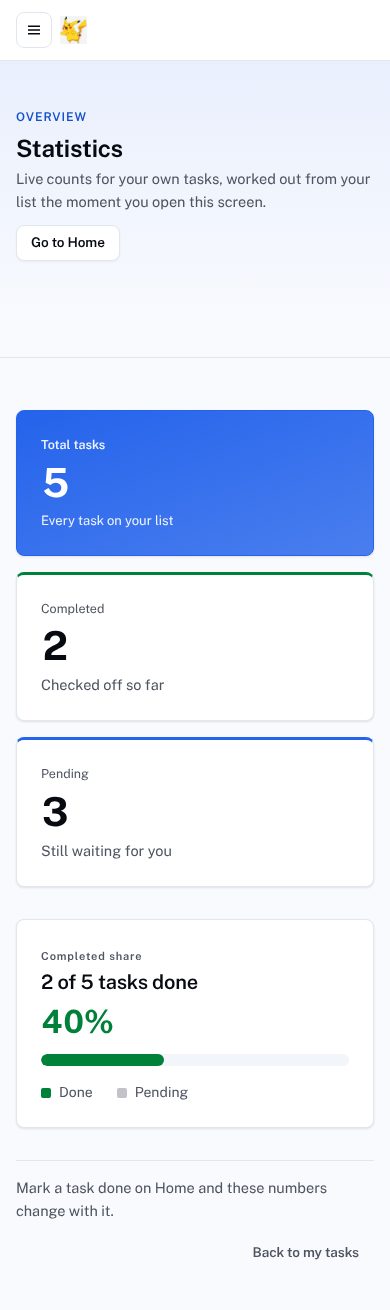 OVERVIEW
Statistics
Live counts for your own tasks, worked out from your
list the moment you open this screen.
Go to Home
Total tasks
5
Every task on your list
Completed
2
Checked off so far
Pending
3
Still waiting for you
Completed share
2 of 5 tasks done
40%
Done Pending
Mark a task done on Home and these numbers
change with it.
Back to my tasks